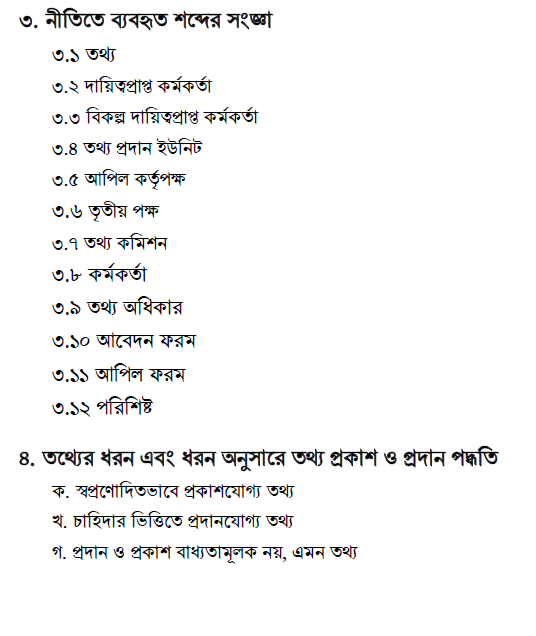 ৩. নীতিতে ব্যবহৃত শব্দের সংজ্ঞা
৩.১ তথ্য
৩.২ দায়িত্বপ্রাপ্ত কর্মকর্তা
৩.৩ বিকল্প দায়িত্বপ্রাপ্ত কর্মকর্তা
৩.৪ তথ্য প্রদান ইউনিট
৩.৫ আপিল কর্তৃপক্ষ
৩.৬ তৃতীয় পক্ষ
৩.৭ তথ্য কমিশন
৩.৮ কর্মকর্তা
৩.৯ তথ্য অধিকার
৩.১০ আবেদন ফরম
৩.১১ আপিল ফরম
৩.১২ পরিশিষ্ট
৪. তথ্যের ধরন এবং ধরন অনুসারে তথ্য প্রকাশ ও প্রদান পদ্ধতি
ক. স্বপ্রণোদিতভাবে প্রকাশযোগ্য তথ্য
খ. চাহিদার ভিত্তিতে প্রদানযোগ্য তথ্য
গ. প্রদান ও প্রকাশ বাধ্যতামূলক নয়, এমন তথ্য